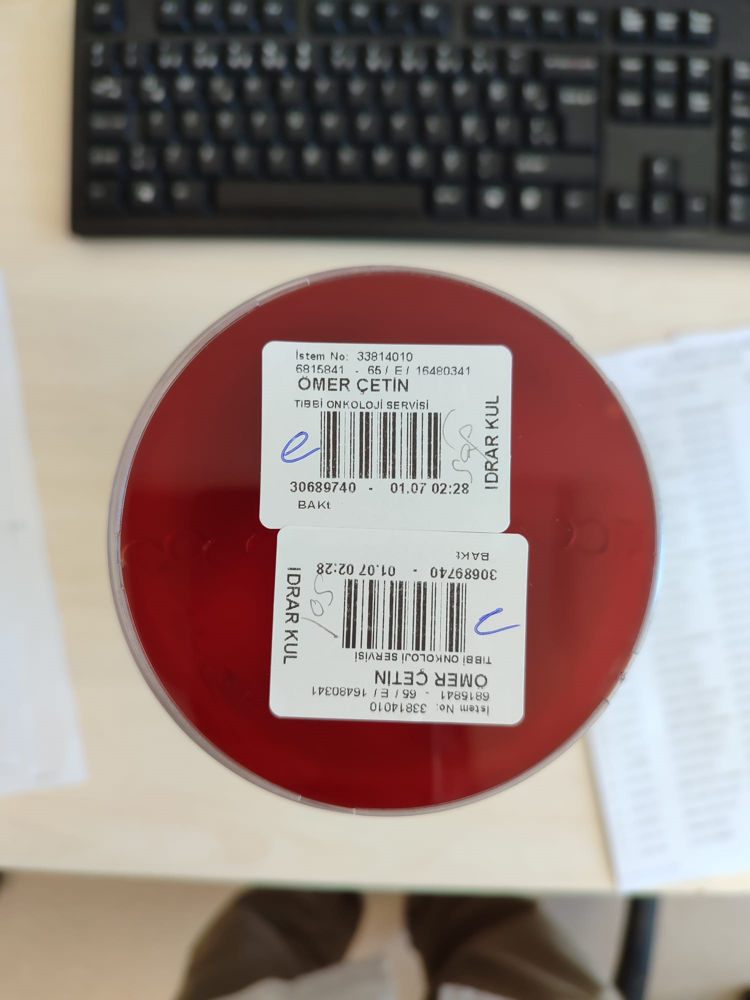 İstem No: 33814010
6815841 - 65 / E / 16480341
ÖMER ÇETİN
TIBBİ ONKOLOJİ SERVİSİ
e
IDRAR KUL
30689740 - 01.07 02:28
BAKt
İstem No: 33814010
6815841 - 65 / E / 16480341
ÖMER ÇETİN
TIBBİ ONKOLOJİ SERVİSİ
IDRAR KUL
30689740 - 01.07 02:28
BAKt